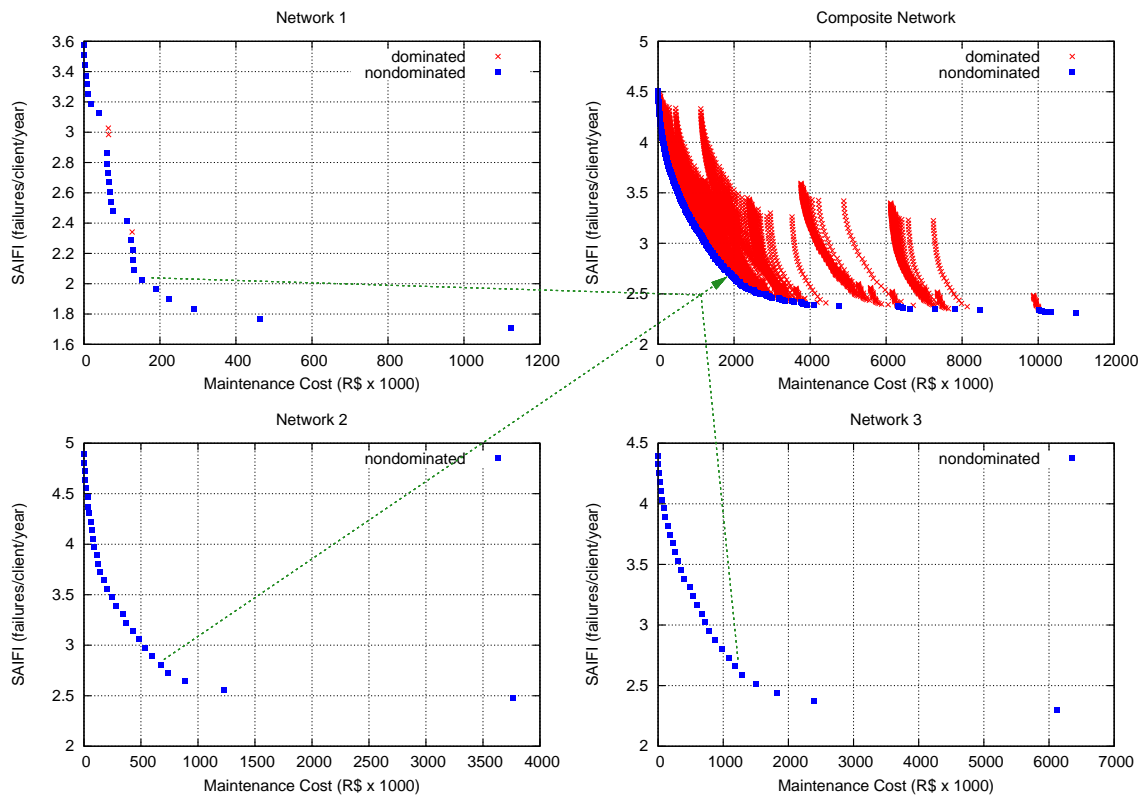 Network 1
3.6
3.4
3.2
3
2.8
2.6
2.4
2.2
2
1.8
1.6
SAIFI (failures/client/year)
dominated
nondominated
0 200 400 600 800 1000 1200
Maintenance Cost (R$ x 1000)
Composite Network
5
4.5
4
3.5
3
2.5
2
SAIFI (failures/client/year)
dominated
nondominated
0 2000 4000 6000 8000 10000 12000
Maintenance Cost (R$ x 1000)
Network 2
5
4.5
4
3.5
3
2.5
2
SAIFI (failures/client/year)
nondominated
0 500 1000 1500 2000 2500 3000 3500 4000
Maintenance Cost (R$ x 1000)
Network 3
4.5
4
3.5
3
2.5
2
SAIFI (failures/client/year)
nondominated
0 1000 2000 3000 4000 5000 6000 7000
Maintenance Cost (R$ x 1000)